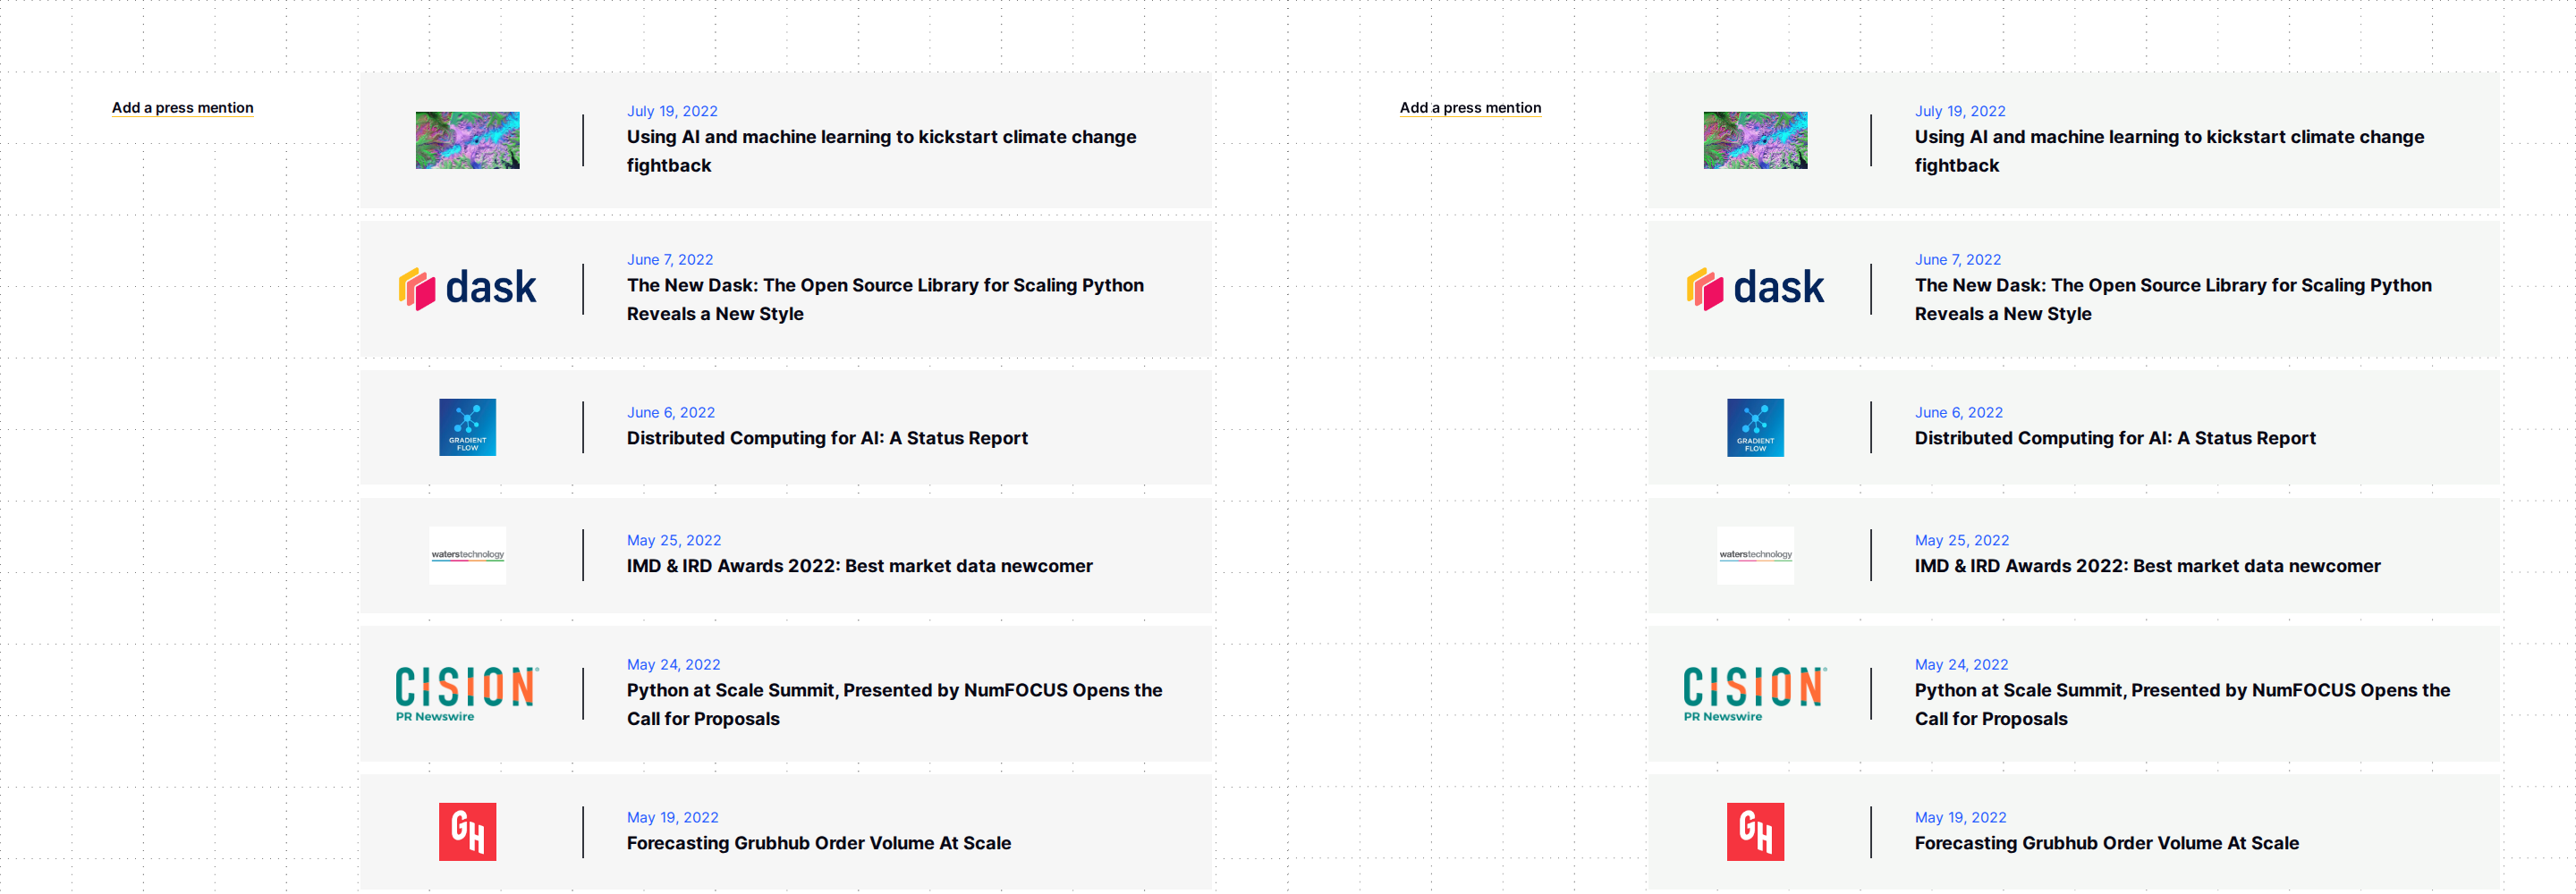 Add a press mention
July 19, 2022
Using AI and machine learning to kickstart climate change
fightback
dask
June 7, 2022
The New Dask: The Open Source Library for Scaling Python
Reveals a New Style
GRADIENT
FLOW
June 6, 2022
Distributed Computing for AI: A Status Report
waterstechnology
May 25, 2022
IMD & IRD Awards 2022: Best market data newcomer
CISION®
PR Newswire
May 24, 2022
Python at Scale Summit, Presented by NumFOCUS Opens the
Call for Proposals
GH
May 19, 2022
Forecasting Grubhub Order Volume At Scale
Add a press mention
July 19, 2022
Using AI and machine learning to kickstart climate change
fightback
dask
June 7, 2022
The New Dask: The Open Source Library for Scaling Python
Reveals a New Style
GRADIENT
FLOW
June 6, 2022
Distributed Computing for AI: A Status Report
waterstechnology
May 25, 2022
IMD & IRD Awards 2022: Best market data newcomer
CISION®
PR Newswire
May 24, 2022
Python at Scale Summit, Presented by NumFOCUS Opens the
Call for Proposals
GH
May 19, 2022
Forecasting Grubhub Order Volume At Scale